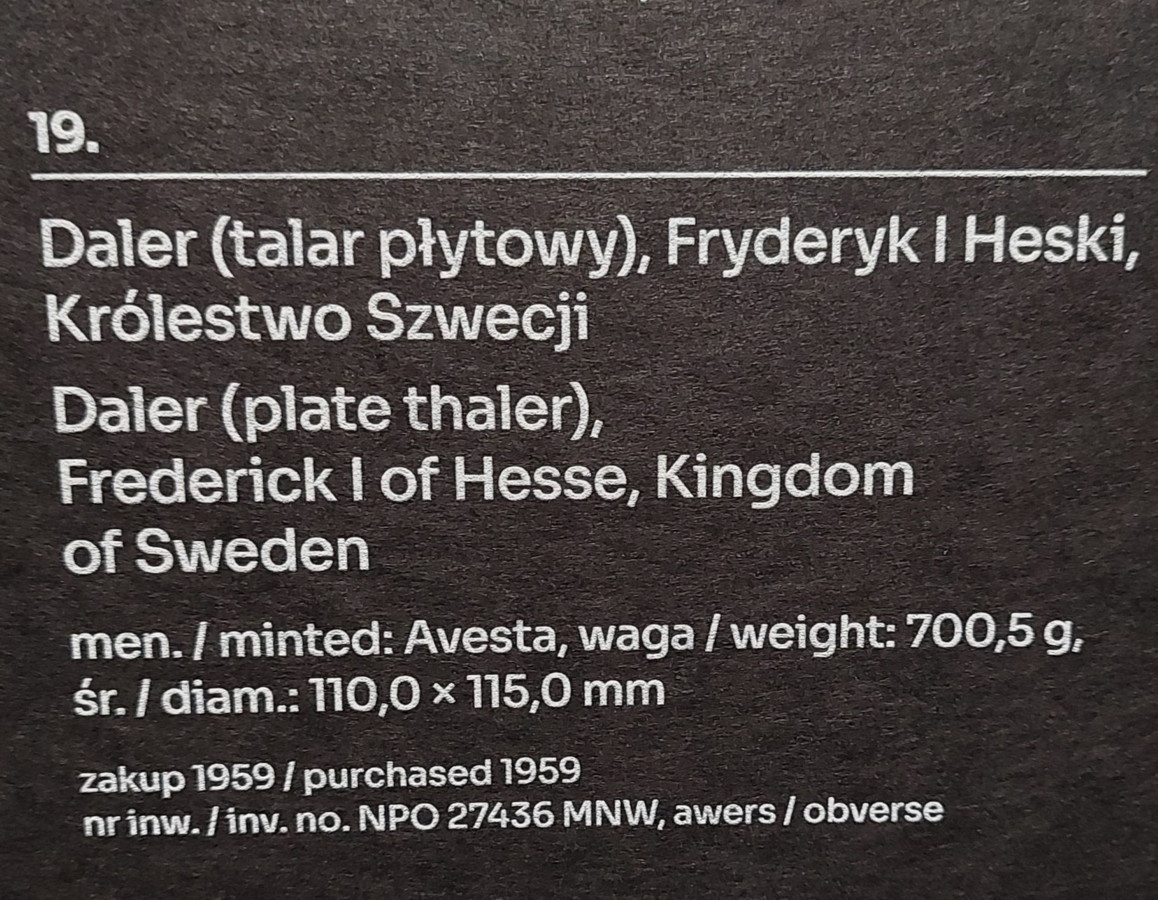 19.
Daler (talar płytowy), Fryderyk I Heski,
Królestwo Szwecji
Daler (plate thaler),
Frederick I of Hesse, Kingdom
of Sweden
men. / minted: Avesta, waga / weight: 700,5 g,
śr. / diam.: 110,0 × 115,0 mm
zakup 1959 / purchased 1959
nr inw. / inv. no. NPO 27436 MNW, awers / obverse